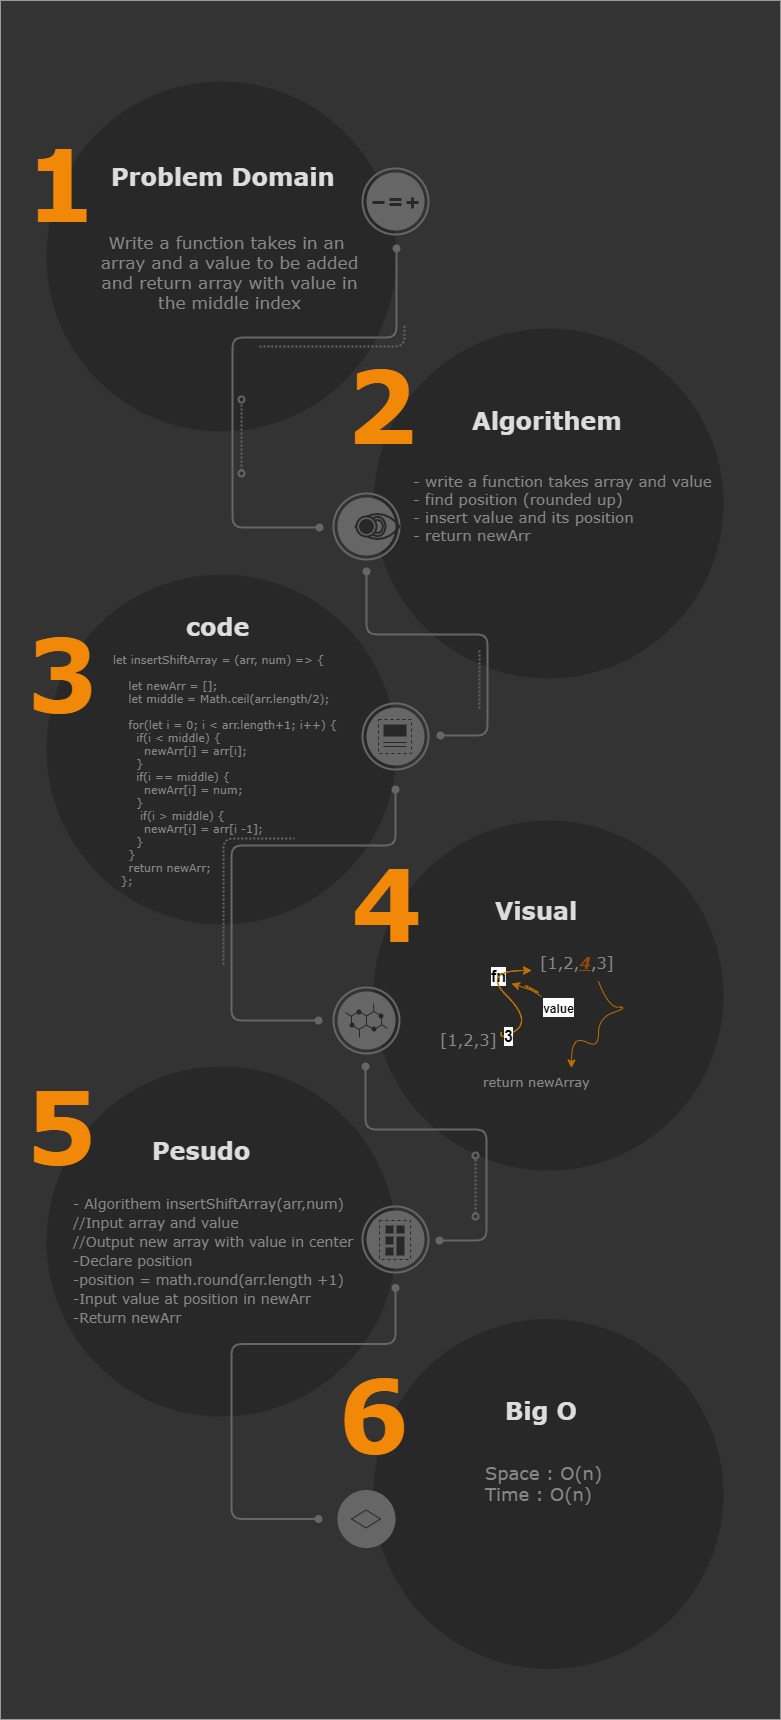 1
Problem Domain
Write a function takes in an
array and a value to be added
and return array with value in
the middle index
2
Algorithem
- write a function takes array and value
- find position (rounded up)
- insert value and its position
- return newArr
3
code
let insertShiftArray = (arr, num) => {
let newArr = [];
let middle = Math.ceil(arr.length/2);
for(let i = 0; i < arr.length+1; i++) {
if(i < middle) {
newArr[i] = arr[i];
}
if(i == middle) {
newArr[i] = num;
}
if(i > middle) {
newArr[i] = arr[i -1];
}
}
return newArr;
};
4
Visual
[1,2,4,3]
fn
value
[1,2,3]
3
return newArray
5
Pesudo
- Algorithem insertShiftArray(arr,num)
//Input array and value
//Output new array with value in center
-Declare position
-position = math.round(arr.length +1)
-Input value at position in newArr
-Return newArr
6
Big O
Space : O(n)
Time : O(n)